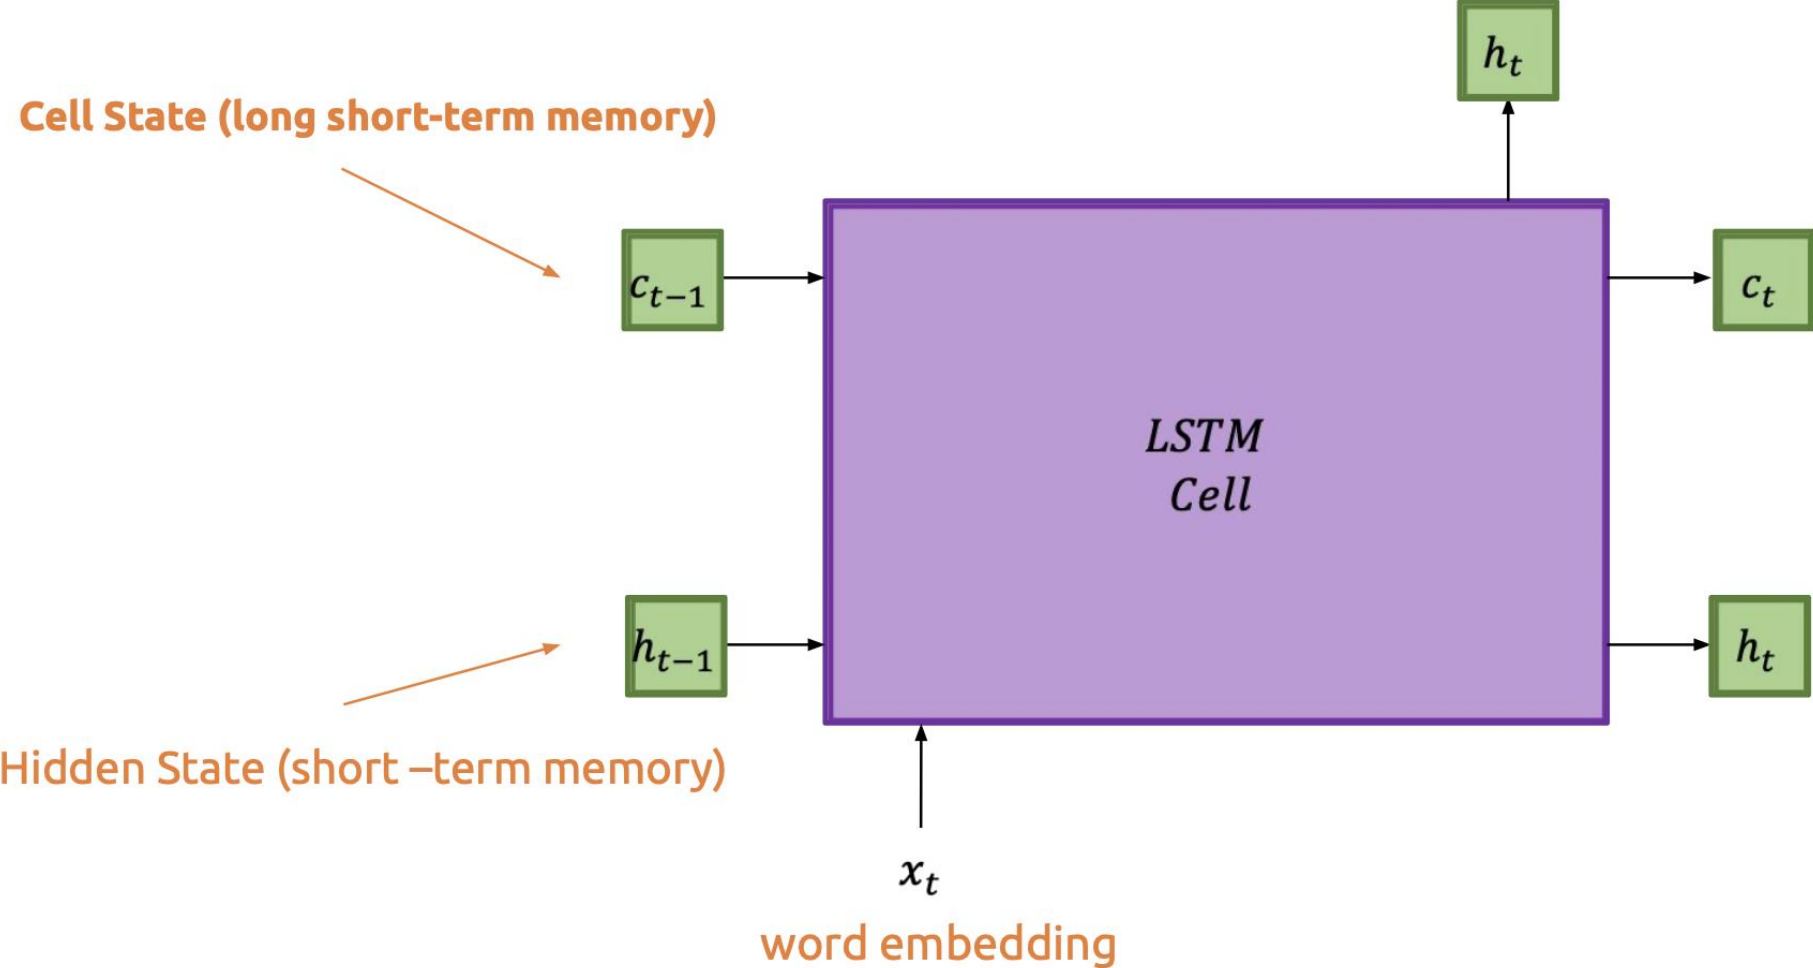 h_t
Cell State (long short-term memory)
c_{t-1}
c_t
LSTM
Cell
h_{t-1}
h_t
Hidden State (short –term memory)
x_t
word embedding